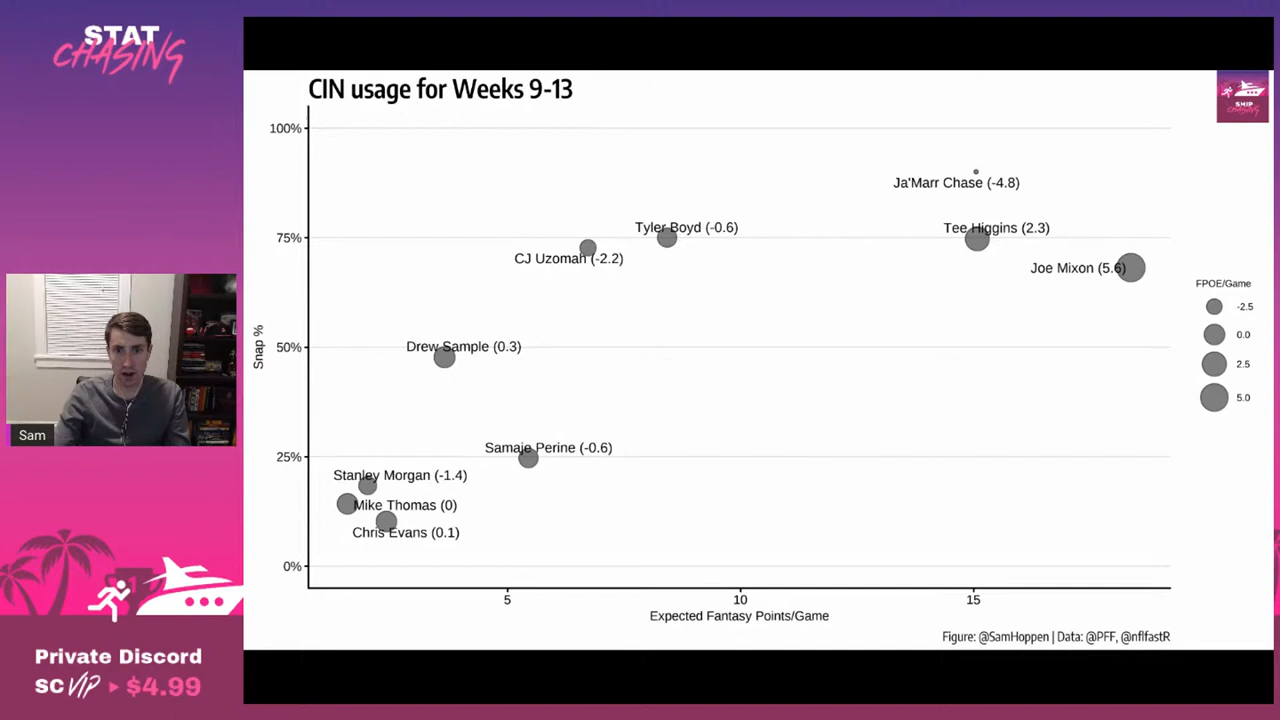 STAT
CHASING
CIN usage for Weeks 9-13
SHIP
CHASING
100%
75%
50%
25%
0%
Snap %
Ja'Marr Chase (-4.8)
Tyler Boyd (-0.6)
Tee Higgins (2.3)
CJ Uzomah (-2.2)
Joe Mixon (5.6)
Drew Sample (0.3)
Samaje Perine (-0.6)
Stanley Morgan (-1.4)
Mike Thomas (0)
Chris Evans (0.1)
FPOE/Game
-2.5
0.0
2.5
5.0
5
10
15
Expected Fantasy Points/Game
Figure: @SamHoppen | Data: @PFF, @nflfastR
Sam
Private Discord
SC VIP $4.99